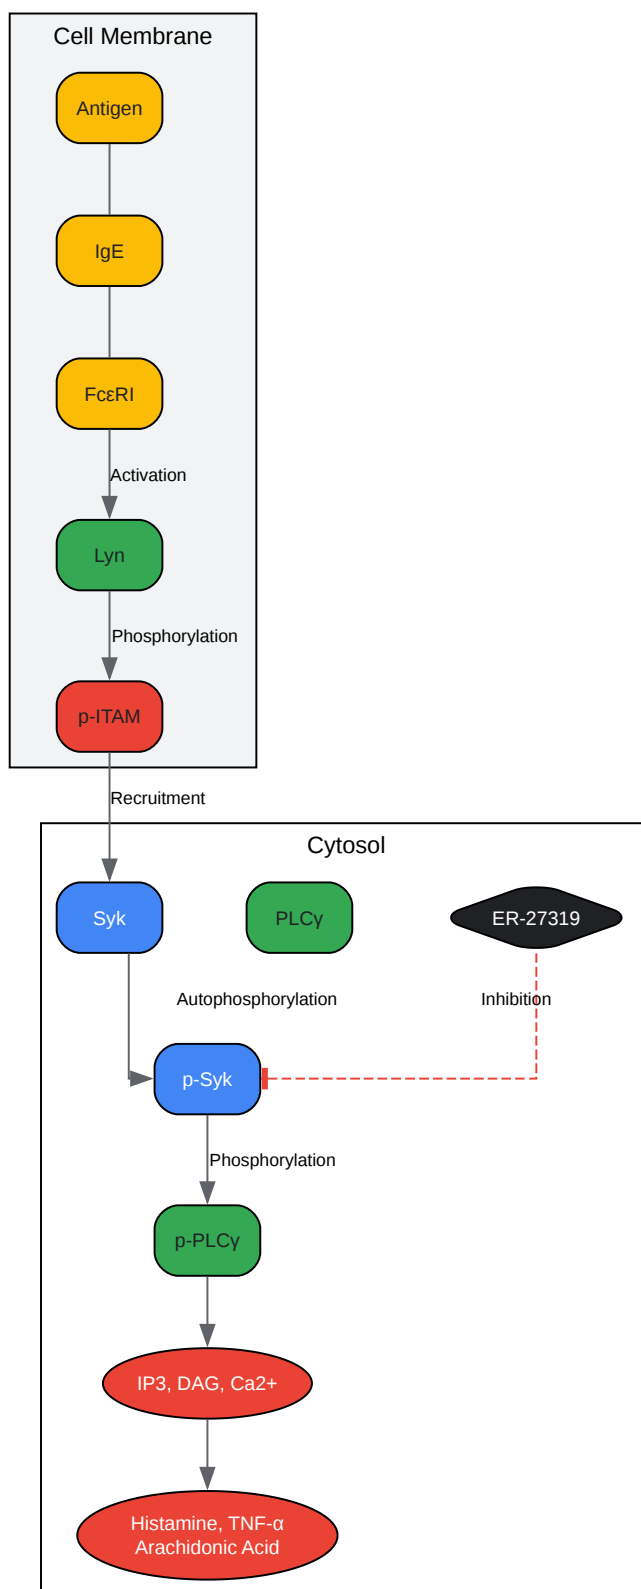 Cell Membrane
Antigen
IgE
FcεRI
Activation
Lyn
Phosphorylation
p-ITAM
Recruitment
Cytosol
Syk
PLCγ
ER-27319
Autophosphorylation
Inhibition
p-Syk
Phosphorylation
p-PLCγ
IP3, DAG, Ca2+
Histamine, TNF-α
Arachidonic Acid